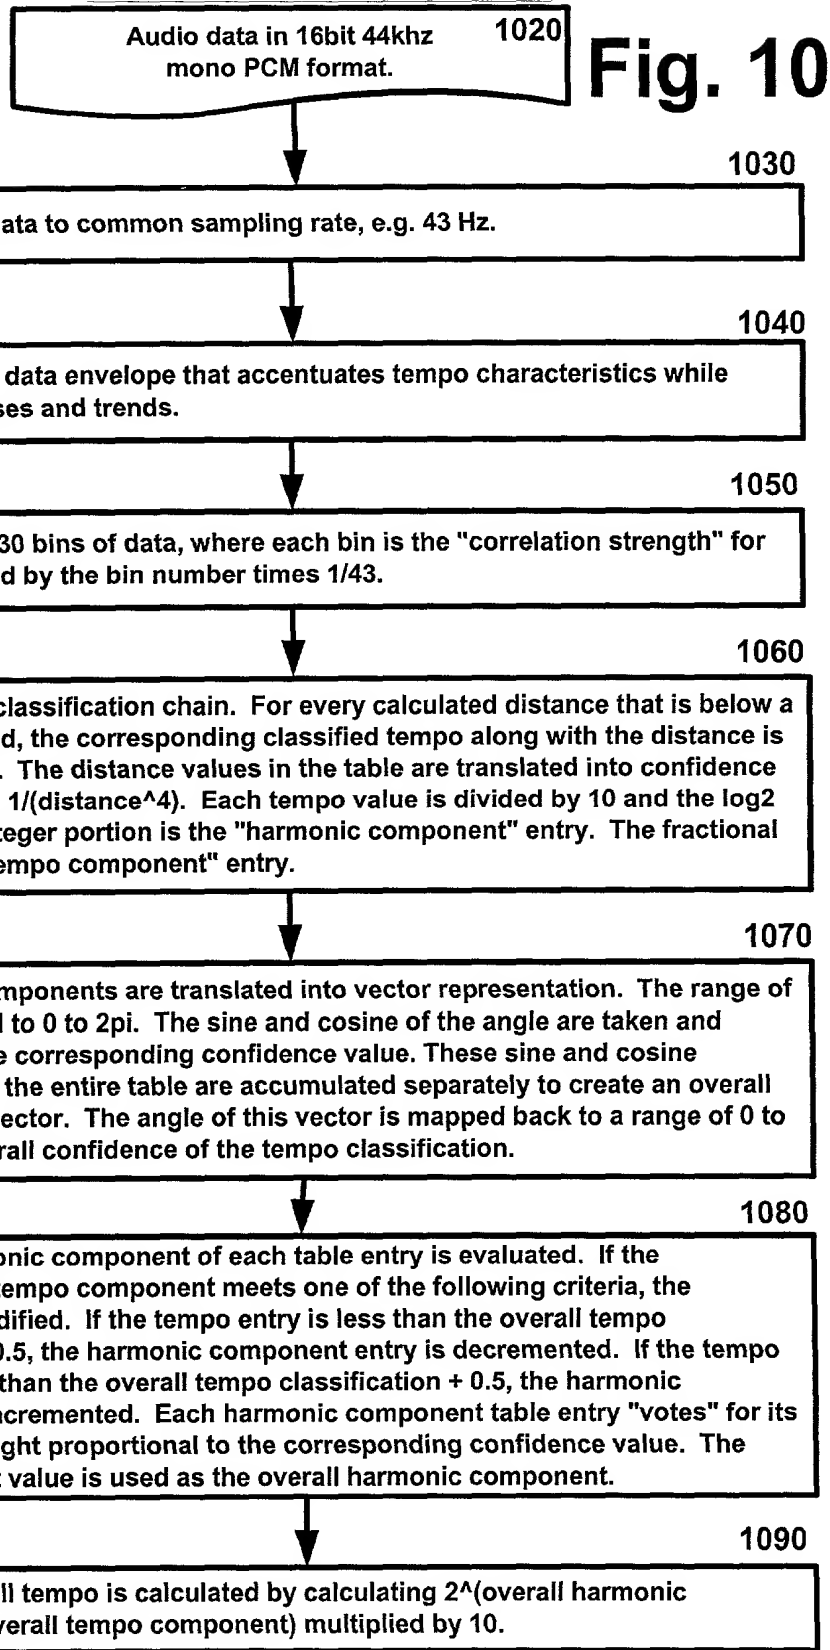 Audio data in 16bit 44khz 1020
mono PCM format.
Fig. 10
1030
ata to common sampling rate, e.g. 43 Hz.
1040
data envelope that accentuates tempo characteristics while
ses and trends.
1050
30 bins of data, where each bin is the "correlation strength" for
d by the bin number times 1/43.
1060
classification chain. For every calculated distance that is below a
d, the corresponding classified tempo along with the distance is
. The distance values in the table are translated into confidence
1/(distance^4). Each tempo value is divided by 10 and the log2
teger portion is the "harmonic component" entry. The fractional
empo component" entry.
1070
mponents are translated into vector representation. The range of
l to 0 to 2pi. The sine and cosine of the angle are taken and
e corresponding confidence value. These sine and cosine
the entire table are accumulated separately to create an overall
ector. The angle of this vector is mapped back to a range of 0 to
rall confidence of the tempo classification.
1080
onic component of each table entry is evaluated. If the
tempo component meets one of the following criteria, the
dified. If the tempo entry is less than the overall tempo
0.5, the harmonic component entry is decremented. If the tempo
than the overall tempo classification + 0.5, the harmonic
ncremented. Each harmonic component table entry "votes" for its
ght proportional to the corresponding confidence value. The
t value is used as the overall harmonic component.
1090
ll tempo is calculated by calculating 2^(overall harmonic
verall tempo component) multiplied by 10.